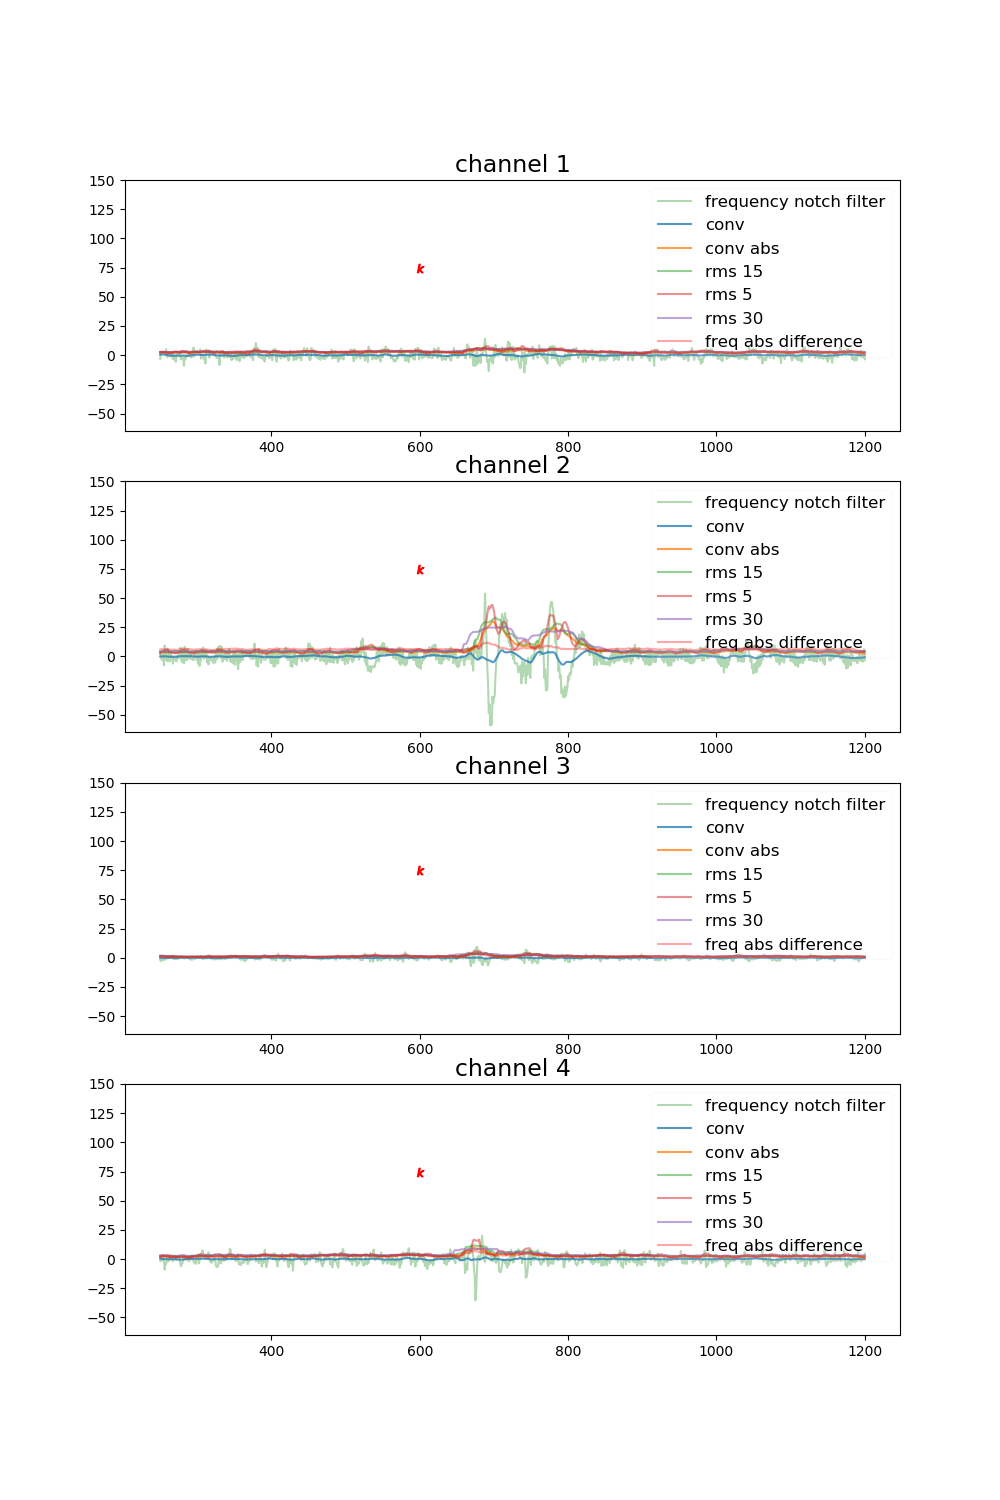 channel 1
150
125
100
75
50
25
0
−25
−50
k
frequency notch filter
conv
conv abs
rms 15
rms 5
rms 30
freq abs difference
400 600 800 1000 1200
channel 2
150
125
100
75
50
25
0
−25
−50
k
frequency notch filter
conv
conv abs
rms 15
rms 5
rms 30
freq abs difference
400 600 800 1000 1200
channel 3
150
125
100
75
50
25
0
−25
−50
k
frequency notch filter
conv
conv abs
rms 15
rms 5
rms 30
freq abs difference
400 600 800 1000 1200
channel 4
150
125
100
75
50
25
0
−25
−50
k
frequency notch filter
conv
conv abs
rms 15
rms 5
rms 30
freq abs difference
400 600 800 1000 1200